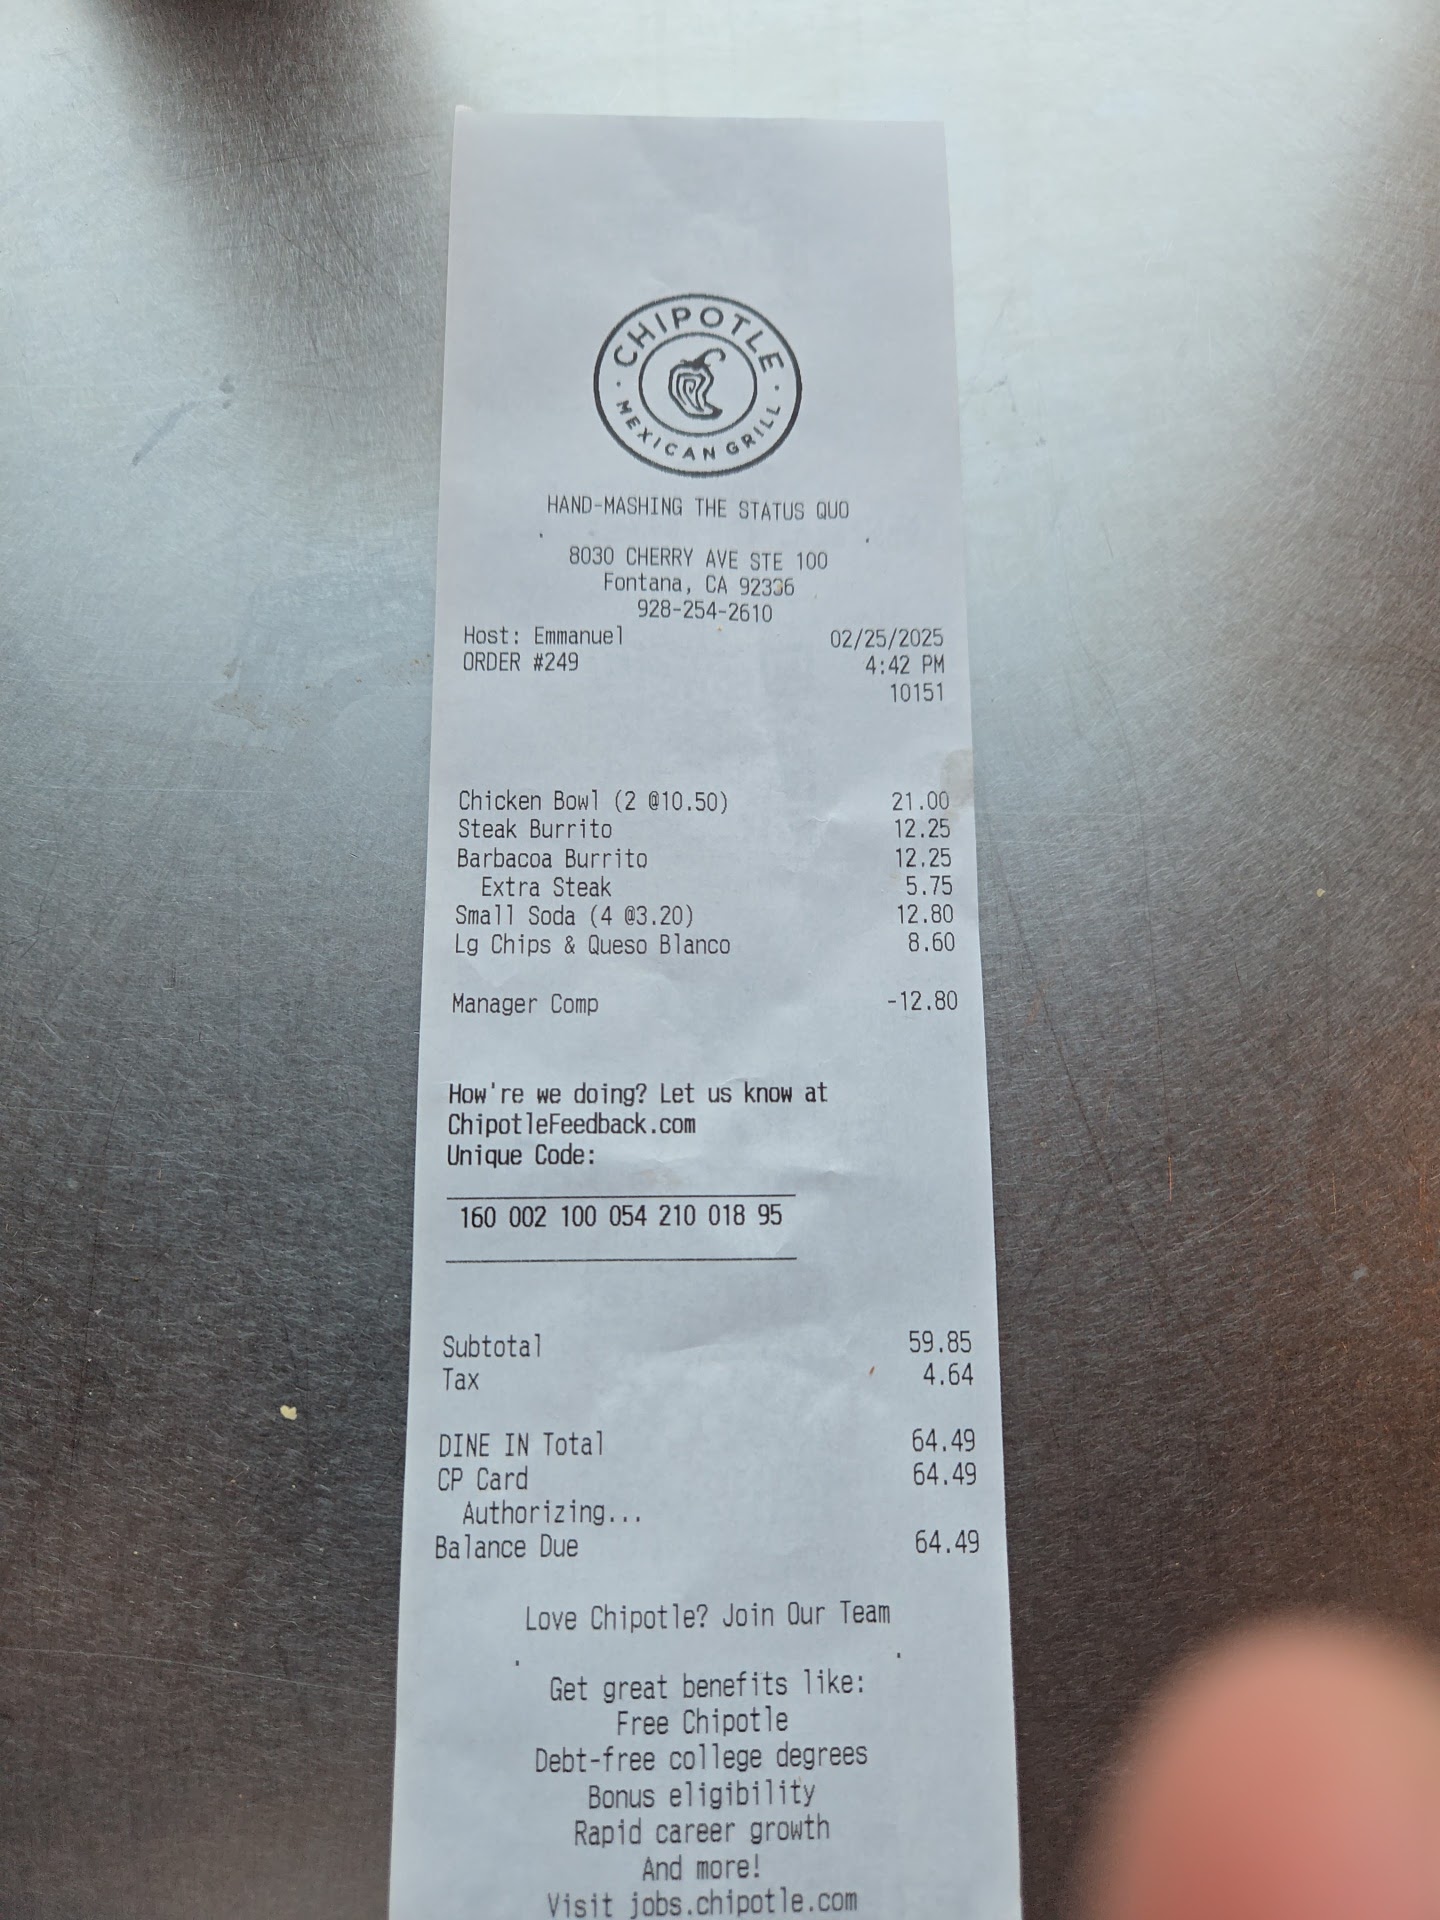 CHIPOTLE
MEXICAN GRILL
HAND-MASHING THE STATUS QUO
8030 CHERRY AVE STE 100
Fontana, CA 92336
928-254-2610
Host: Emmanuel 02/25/2025
ORDER #249 4:42 PM
10151
Chicken Bowl (2 @10.50) 21.00
Steak Burrito 12.25
Barbacoa Burrito 12.25
Extra Steak 5.75
Small Soda (4 @3.20) 12.80
Lg Chips & Queso Blanco 8.60
Manager Comp -12.80
How're we doing? Let us know at
ChipotleFeedback.com
Unique Code:
160 002 100 054 210 018 95
Subtotal 59.85
Tax 4.64
DINE IN Total 64.49
CP Card 64.49
Authorizing...
Balance Due 64.49
Love Chipotle? Join Our Team
Get great benefits like:
Free Chipotle
Debt-free college degrees
Bonus eligibility
Rapid career growth
And more!
Visit jobs.chipotle.com